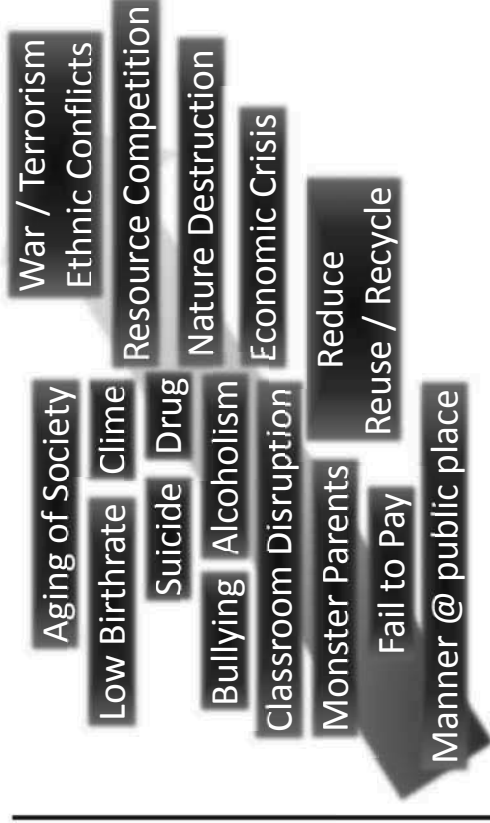 War / Terrorism
Ethnic Conflicts
Resource Competition
Nature Destruction
Economic Crisis
Reduce
Reuse / Recycle
Aging of Society
Low Birthrate
Clime
Suicide
Drug
Bullying
Alcoholism
Classroom Disruption
Monster Parents
Fail to Pay
Manner @ public place